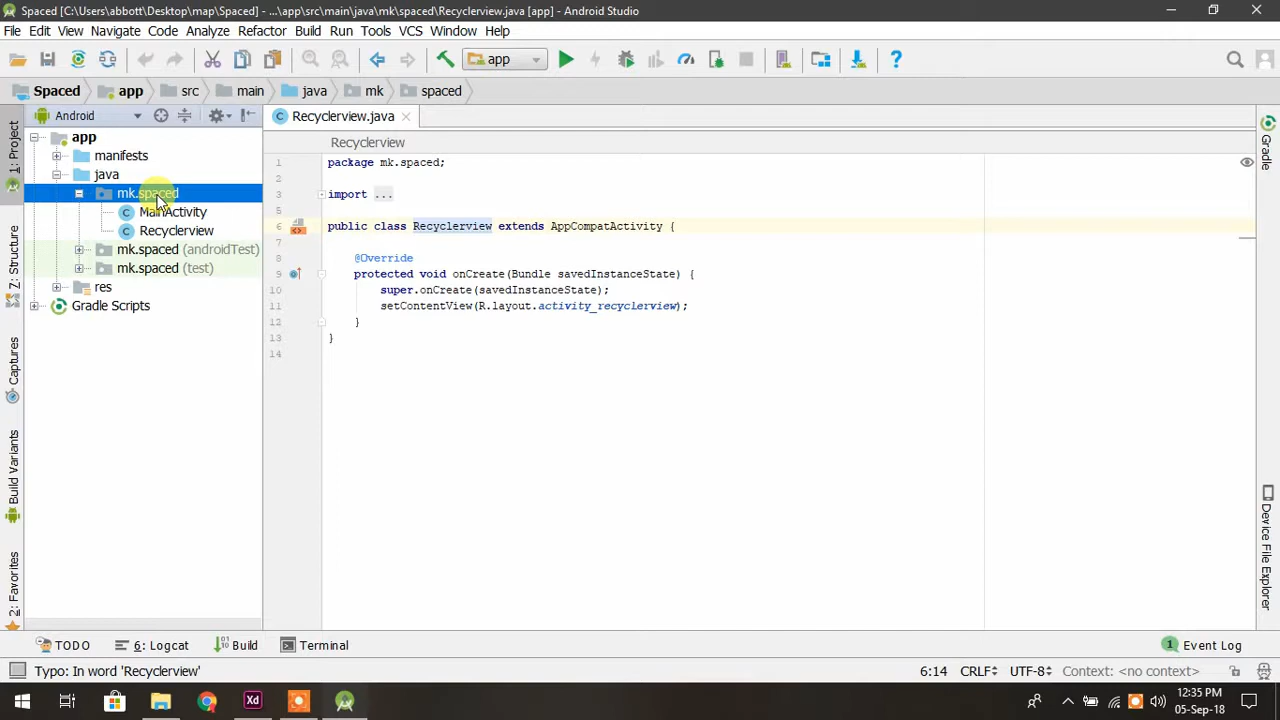 Spaced [C:\Users\abbott\Desktop\map\Spaced] - ...\app\src\main\java\mk\spaced\Recyclerview.java [app] - Android Studio
File Edit View Navigate Code Analyze Refactor Build Run Tools VCS Window Help
app
Spaced app src main java mk spaced
Android
Recyclerview.java
Recyclerview
app
manifests
java
mk.spaced
MainActivity
Recyclerview
mk.spaced (androidTest)
mk.spaced (test)
res
Gradle Scripts
1: Project
Z: Structure
Captures
Build Variants
2: Favorites
1 package mk.spaced;
3 import ...
5
6 public class Recyclerview extends AppCompatActivity {
7
8 @Override
9 protected void onCreate(Bundle savedInstanceState) {
10 super.onCreate(savedInstanceState);
11 setContentView(R.layout.activity_recyclerview);
12 }
13 }
14
Gradle
Device File Explorer
TODO 6: Logcat Build Terminal 1 Event Log
Typo: In word 'Recyclerview' 6:14 CRLF UTF-8 Context: <no context>
Xd
12:35 PM
05-Sep-18